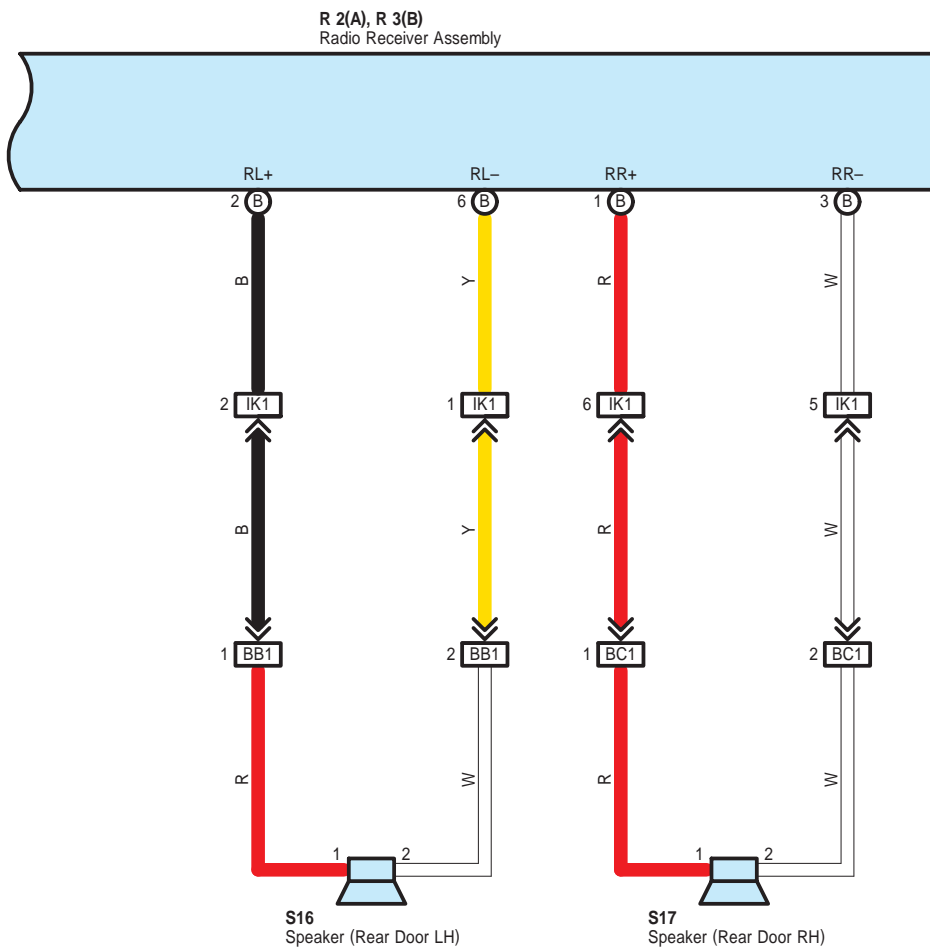 R 2(A), R 3(B)
Radio Receiver Assembly
RL+ RL– RR+ RR–
2 B 6 B 1 B 3 B
B Y R W
2 IK1 1 IK1 6 IK1 5 IK1
B Y R W
1 BB1 2 BB1 1 BC1 2 BC1
R W R W
1 2 1 2
S16 S17
Speaker (Rear Door LH) Speaker (Rear Door RH)